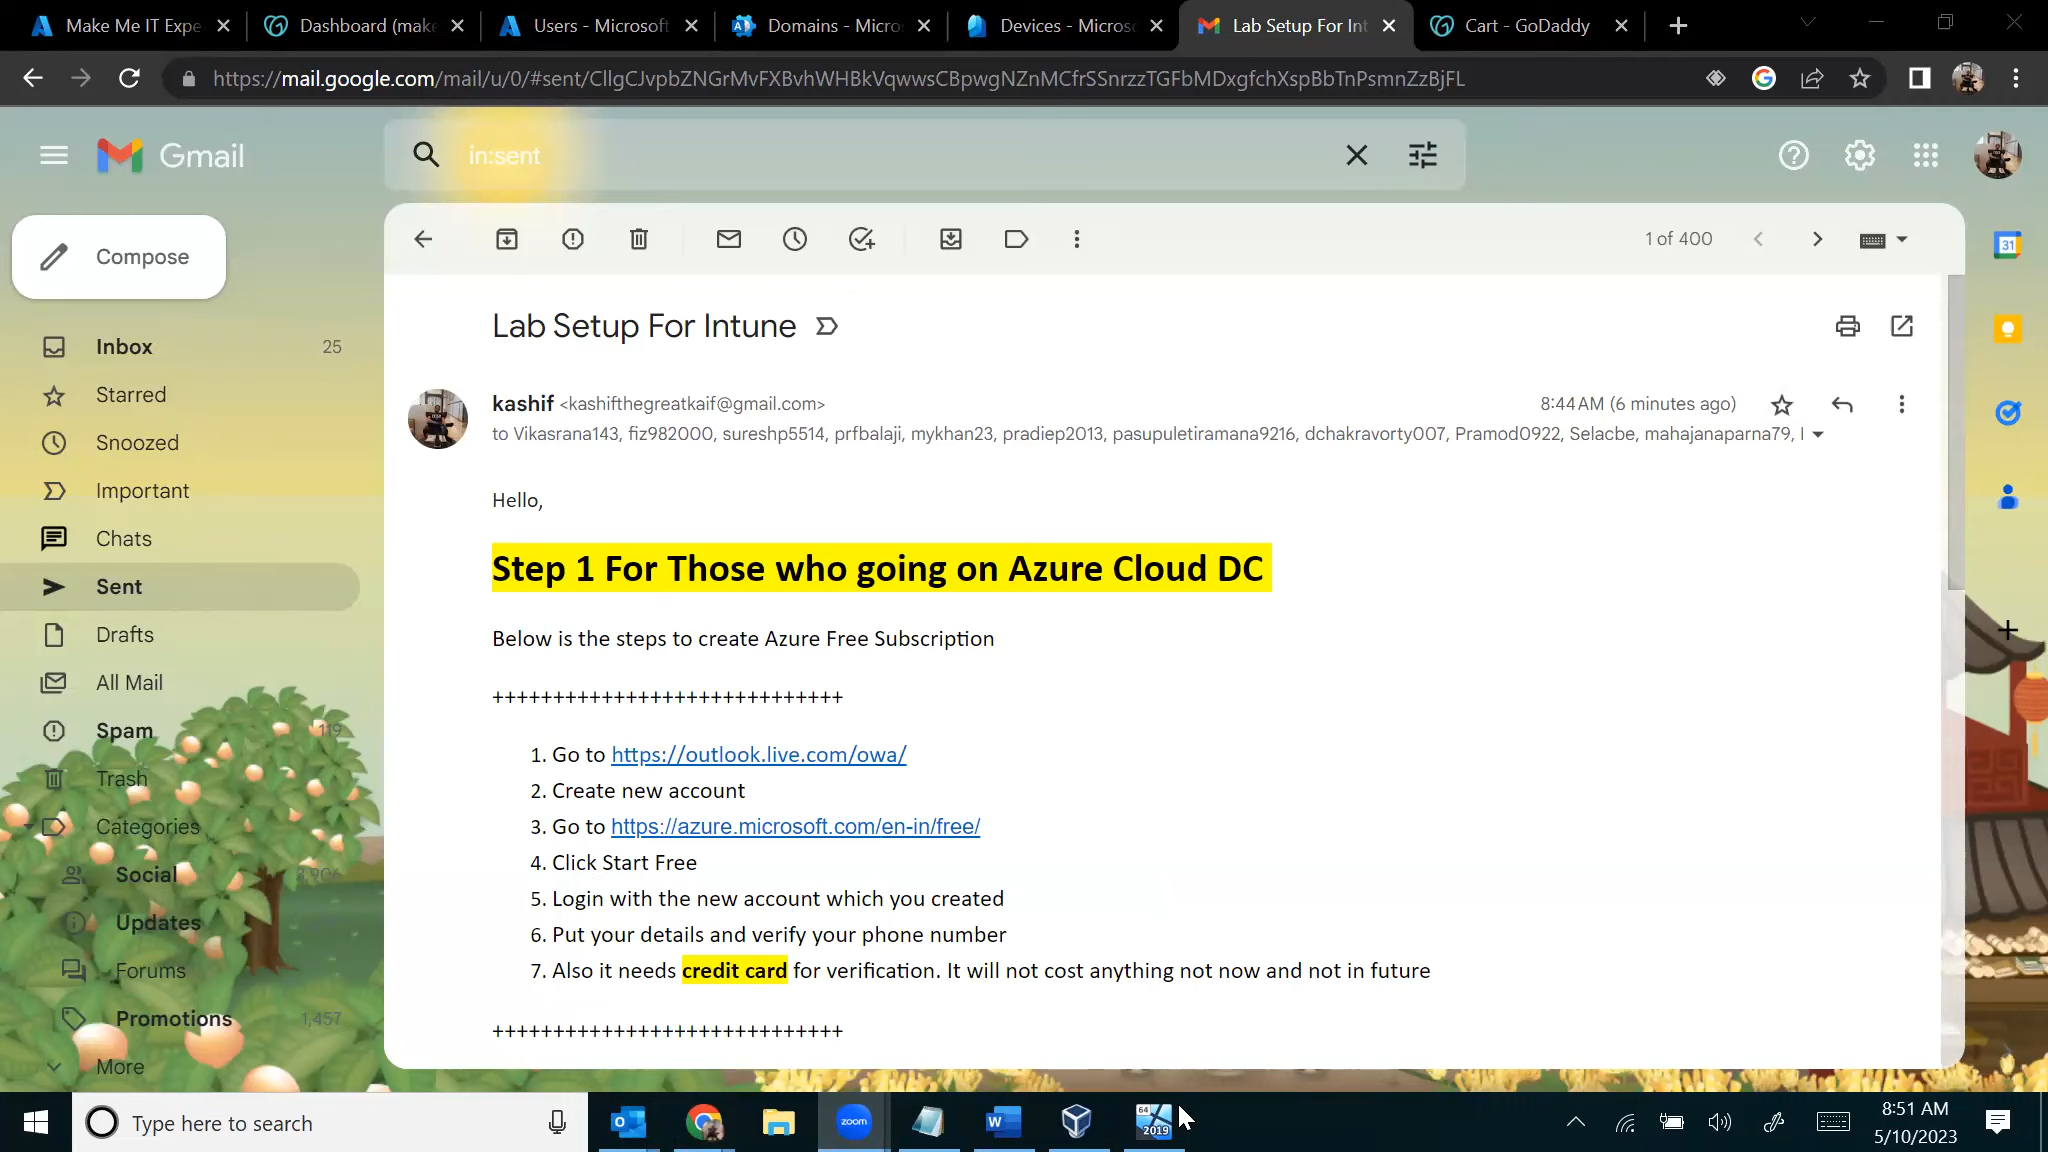 Make Me IT Expe
Dashboard (make
Users - Microsoft
Domains - Micro
Devices - Micros
Lab Setup For Int
Cart - GoDaddy
https://mail.google.com/mail/u/0/#sent/CllgCJvpbZNGrMvFXBvhWHBkVqwwsCBpwgNZnMCfrSSnrzzTGFbMDxgfchXspBbTnPsmnZzBjFL
Gmail
in:sent
Compose
1 of 400
31
Inbox 25
Starred
Snoozed
Important
Chats
Sent
Drafts
All Mail
Spam 119
Trash
Categories
Social 3,906
Updates
Forums
Promotions 1,457
More
Lab Setup For Intune
kashif <kashifthegreatkaif@gmail.com>
8:44 AM (6 minutes ago)
to Vikasrana143, fiz982000, sureshp5514, prfbalaji, mykhan23, pradiep2013, pasupuletiramana9216, dchakravorty007, Pramod0922, Selacbe, mahajanaparna79,
Hello,
Step 1 For Those who going on Azure Cloud DC
Below is the steps to create Azure Free Subscription
+++++++++++++++++++++++++++++
1. Go to https://outlook.live.com/owa/
2. Create new account
3. Go to https://azure.microsoft.com/en-in/free/
4. Click Start Free
5. Login with the new account which you created
6. Put your details and verify your phone number
7. Also it needs credit card for verification. It will not cost anything not now and not in future
+++++++++++++++++++++++++++++
Type here to search
zoom
64
2019
8:51 AM
5/10/2023